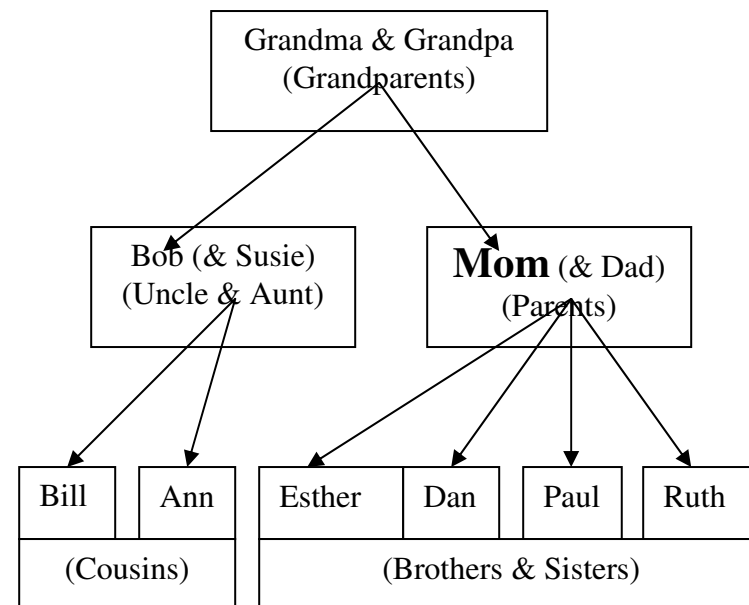 Grandma & Grandpa
(Grandparents)
Bob (& Susie)
(Uncle & Aunt)
Mom (& Dad)
(Parents)
Bill
Ann
Esther
Dan
Paul
Ruth
(Cousins)
(Brothers & Sisters)